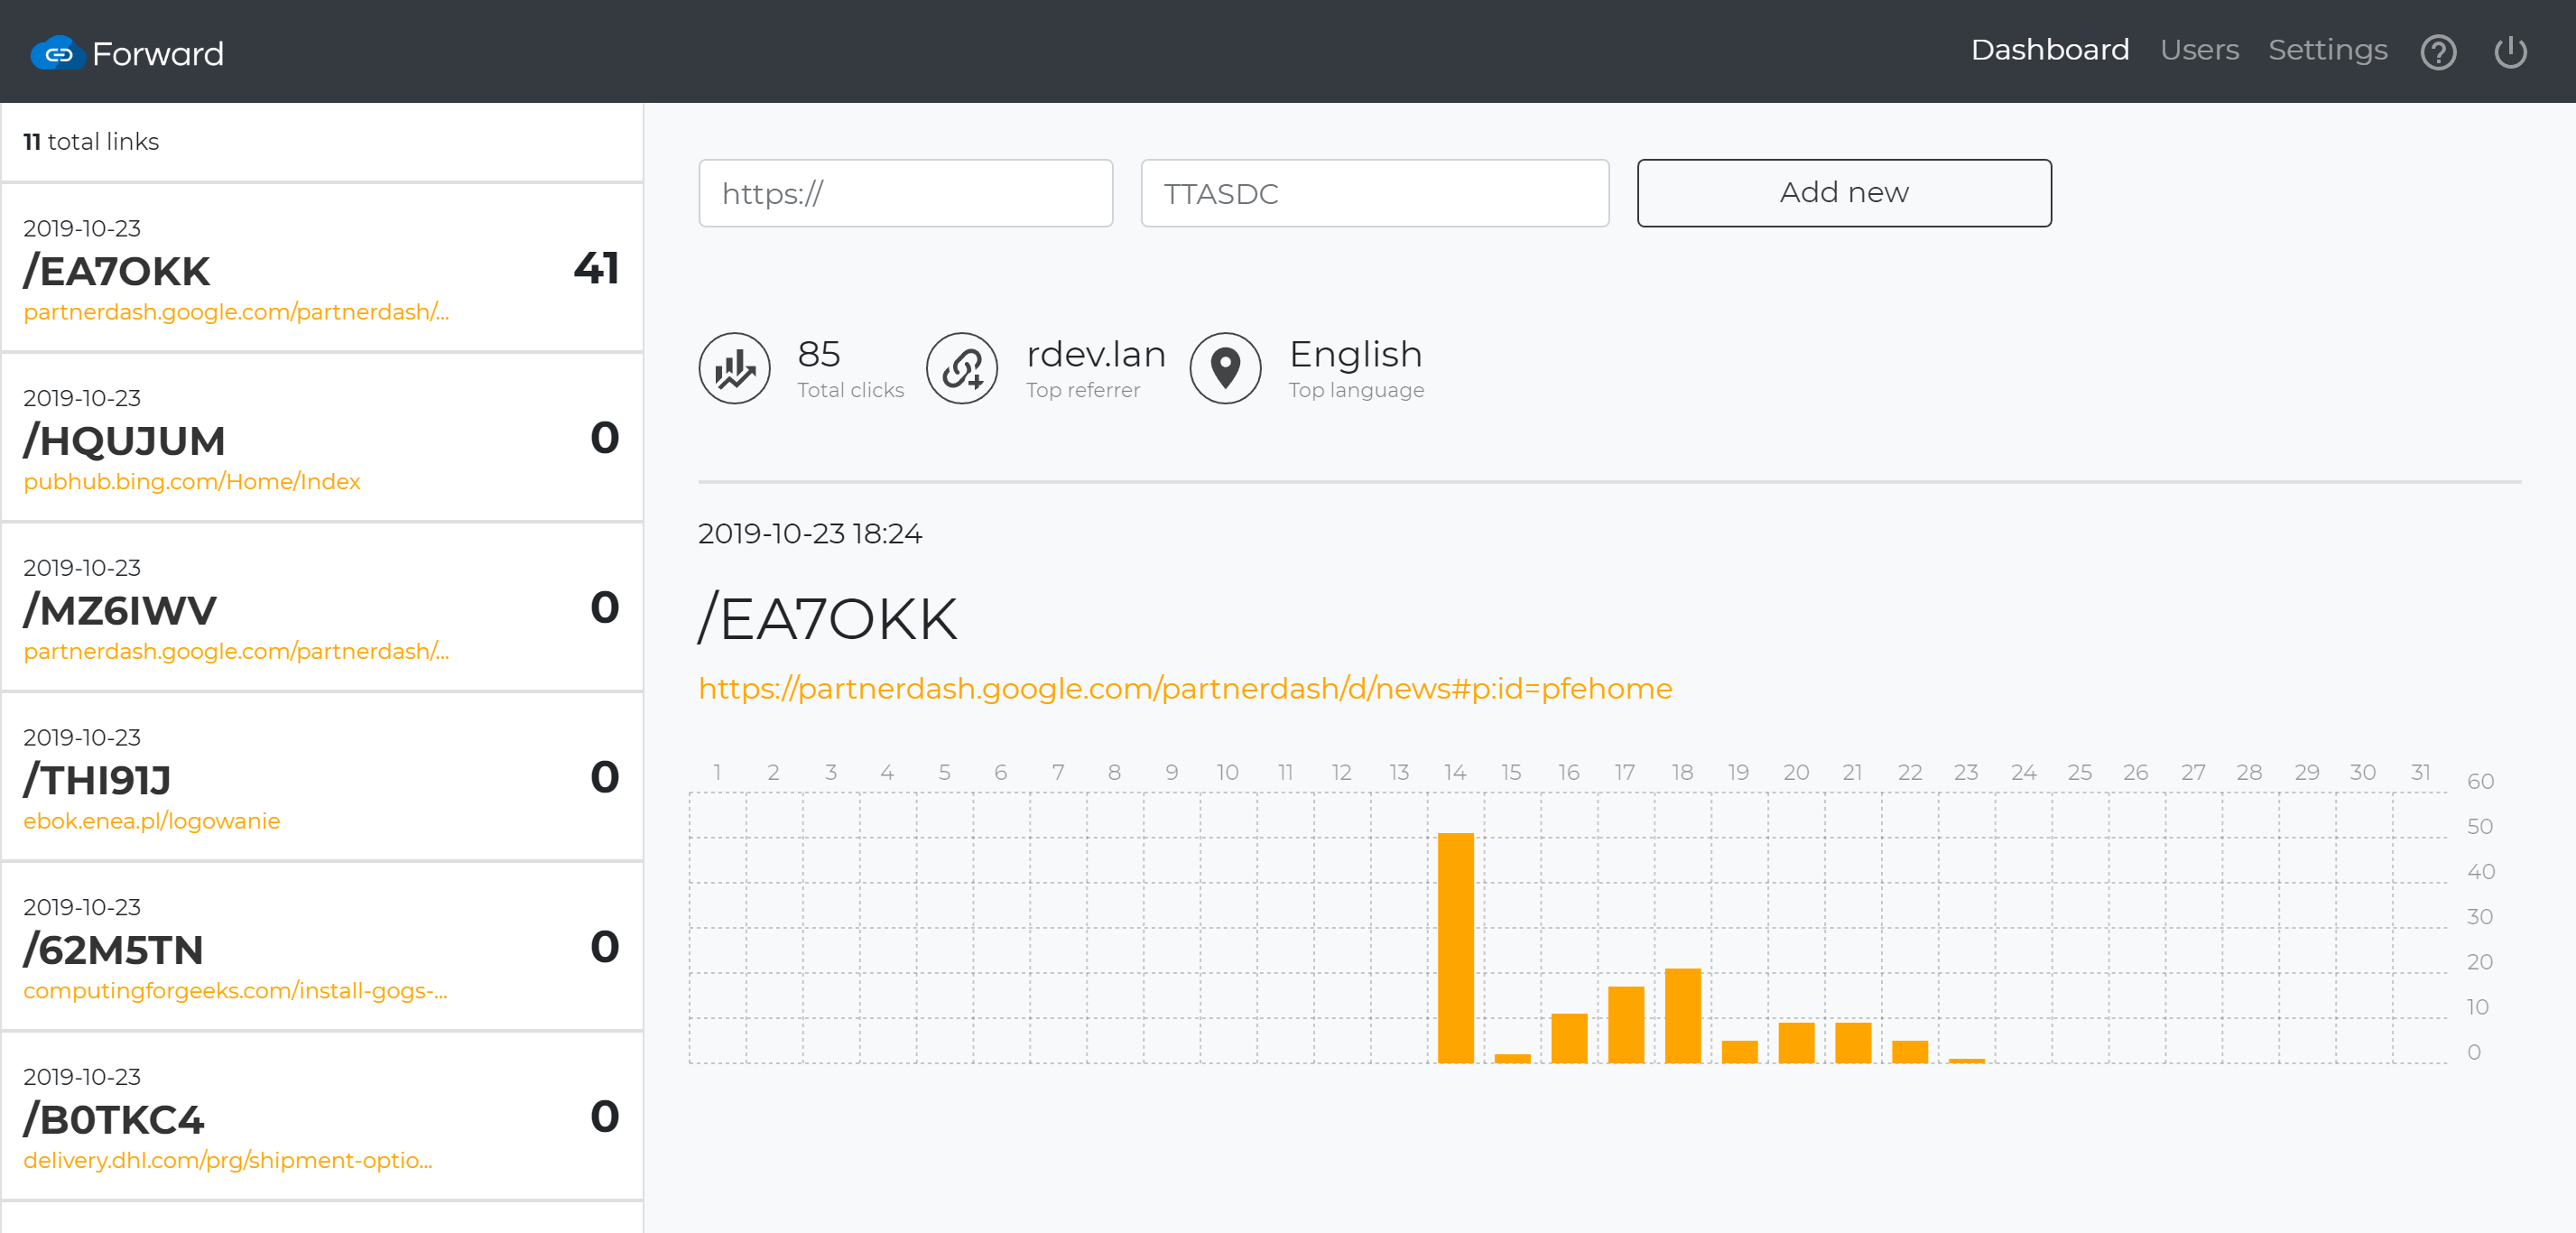 Forward
Dashboard Users Settings
11 total links
2019-10-23
/EA7OKK 41
partnerdash.google.com/partnerdash/...
2019-10-23
/HQUJUM 0
pubhub.bing.com/Home/Index
2019-10-23
/MZ6IWV 0
partnerdash.google.com/partnerdash/...
2019-10-23
/THI91J 0
ebok.enea.pl/logowanie
2019-10-23
/62M5TN 0
computingforgeeks.com/install-gogs-...
2019-10-23
/B0TKC4 0
delivery.dhl.com/prg/shipment-optio...
https:// TTASDC Add new
85 rdev.lan English
Total clicks Top referrer Top language
2019-10-23 18:24
/EA7OKK
https://partnerdash.google.com/partnerdash/d/news#p:id=pfehome
1 2 3 4 5 6 7 8 9 10 11 12 13 14 15 16 17 18 19 20 21 22 23 24 25 26 27 28 29 30 31
60
50
40
30
20
10
0